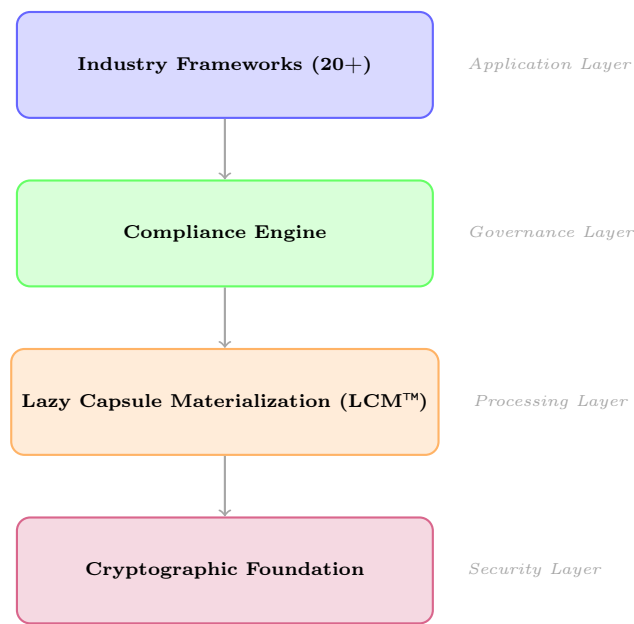 Industry Frameworks (20+)
Application Layer
Compliance Engine
Governance Layer
Lazy Capsule Materialization (LCM™)
Processing Layer
Cryptographic Foundation
Security Layer